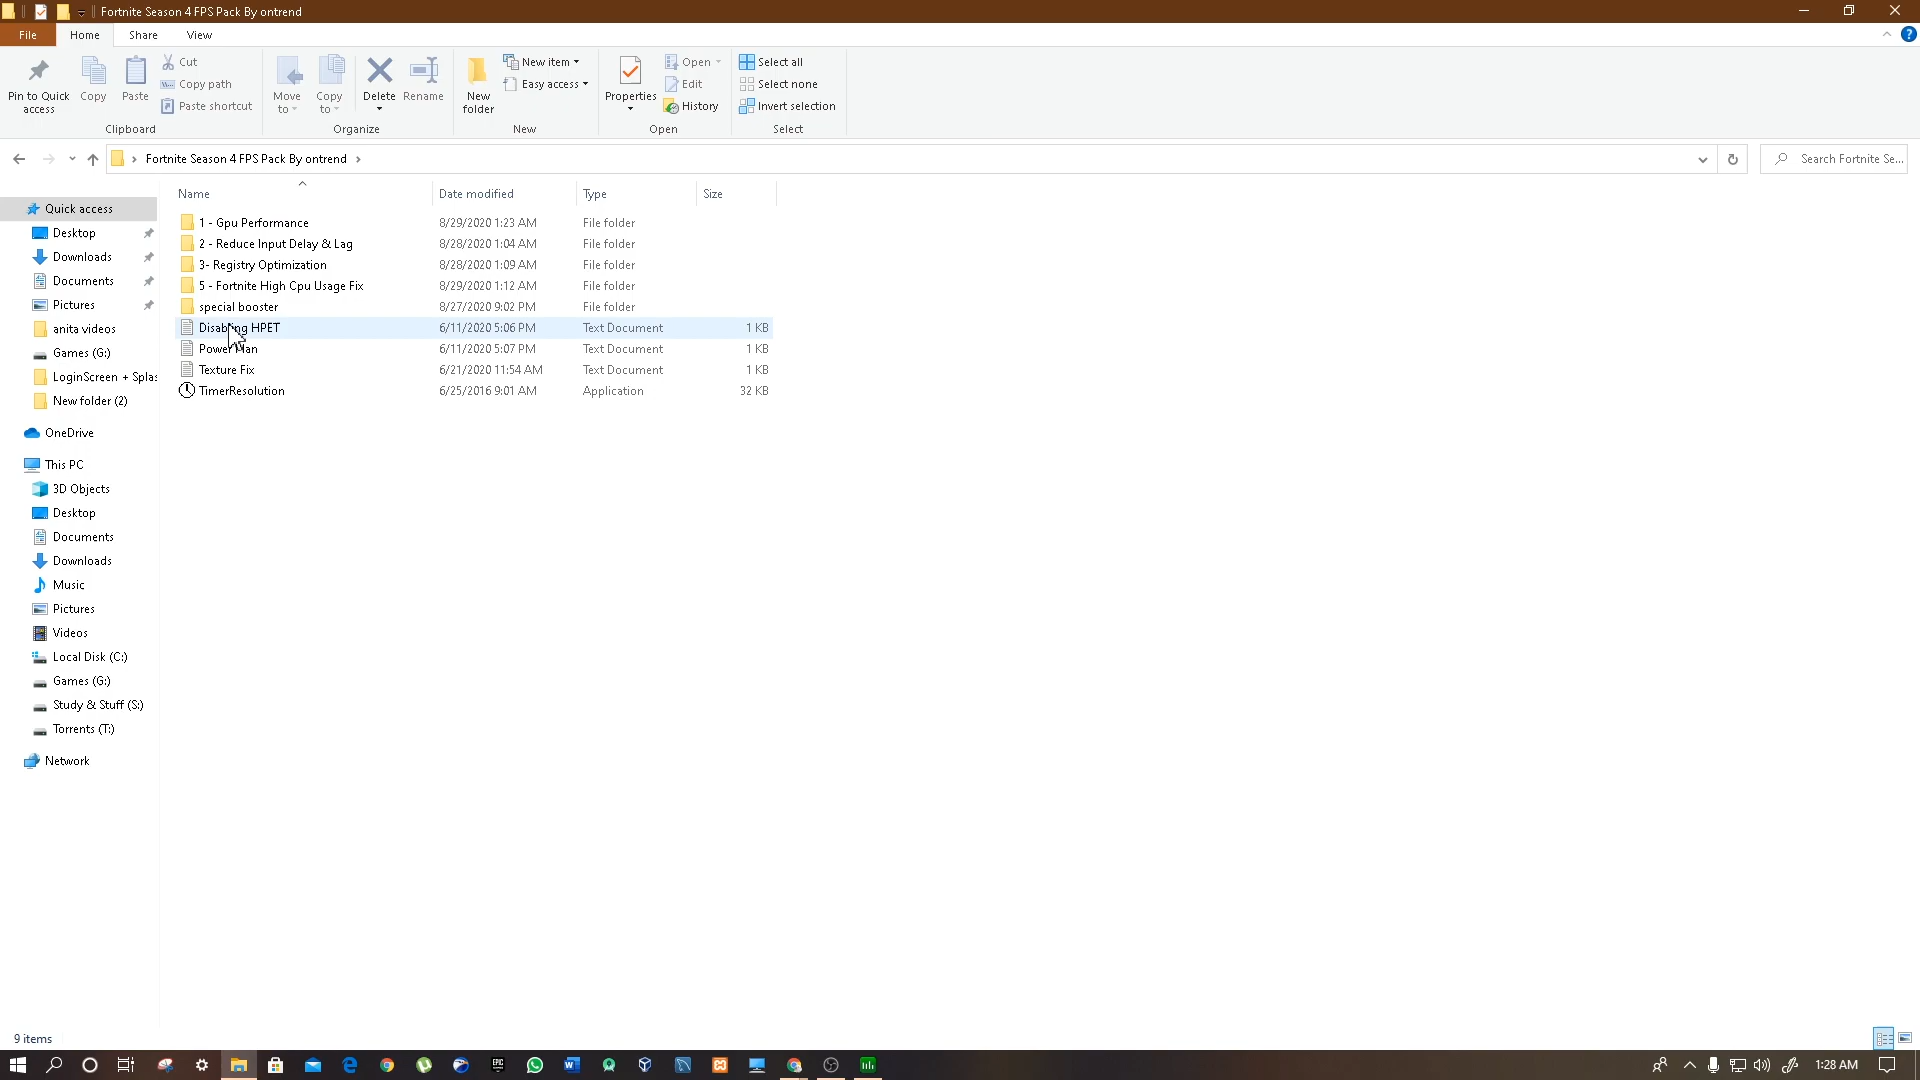 Fortnite Season 4 FPS Pack By ontrend
File Home Share View
Pin to Quick access
Copy
Paste
Cut
Copy path
Paste shortcut
Clipboard
Move to
Copy to
Delete
Rename
Organize
New folder
New item
Easy access
New
Properties
Open
Edit
History
Open
Select all
Select none
Invert selection
Select
Fortnite Season 4 FPS Pack By ontrend
Search Fortnite Se...
Name Date modified Type Size
1 - Gpu Performance 8/29/2020 1:23 AM File folder
2 - Reduce Input Delay & Lag 8/28/2020 1:04 AM File folder
3- Registry Optimization 8/28/2020 1:09 AM File folder
5 - Fortnite High Cpu Usage Fix 8/29/2020 1:12 AM File folder
special booster 8/27/2020 9:02 PM File folder
Disabling HPET 6/11/2020 5:06 PM Text Document 1 KB
Power Plan 6/11/2020 5:07 PM Text Document 1 KB
Texture Fix 6/21/2020 11:54 AM Text Document 1 KB
TimerResolution 6/25/2016 9:01 AM Application 32 KB
Quick access
Desktop
Downloads
Documents
Pictures
anita videos
Games (G:)
LoginScreen + Splas
New folder (2)
OneDrive
This PC
3D Objects
Desktop
Documents
Downloads
Music
Pictures
Videos
Local Disk (C:)
Games (G:)
Study & Stuff (S:)
Torrents (T:)
Network
9 items
EPIC
1:28 AM